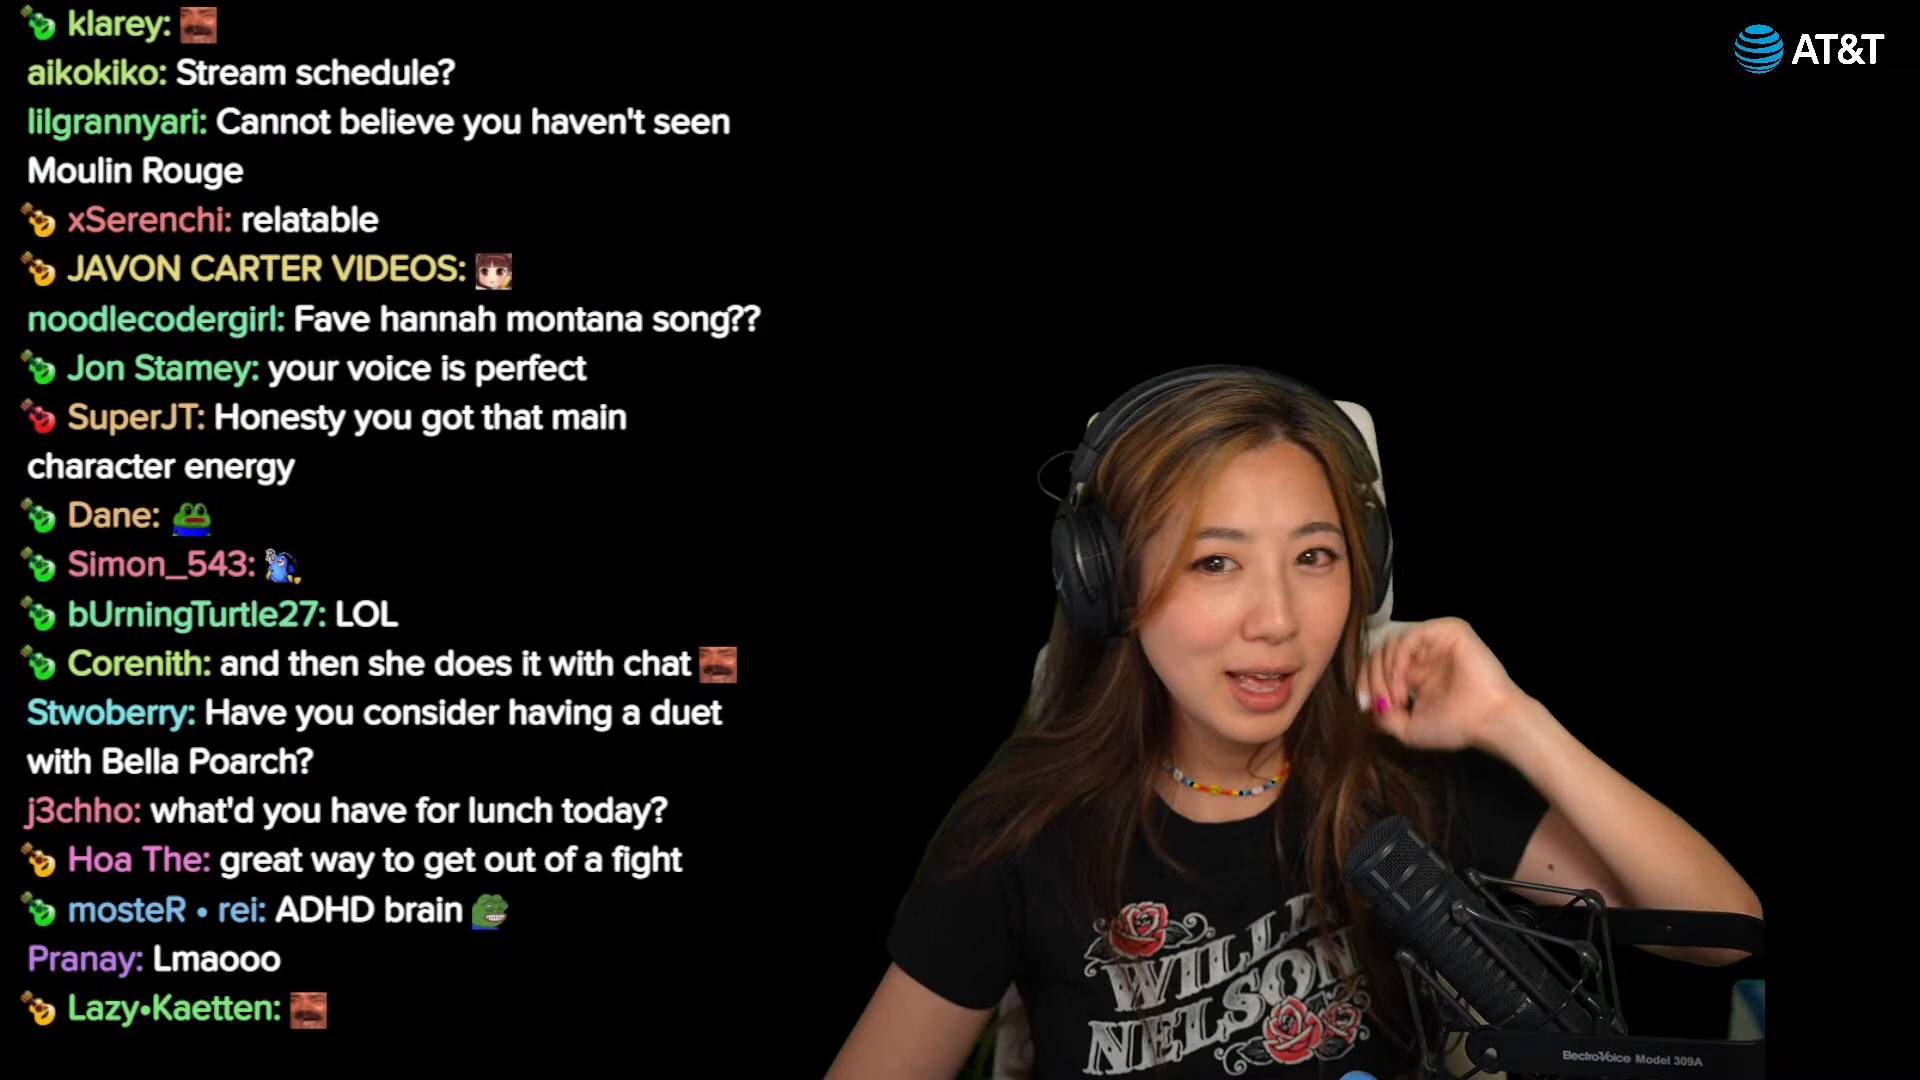 klarey:
aikokiko: Stream schedule?
lilgrannyari: Cannot believe you haven't seen
Moulin Rouge
xSerenchi: relatable
JAVON CARTER VIDEOS:
noodlecodergirl: Fave hannah montana song??
Jon Stamey: your voice is perfect
SuperJT: Honesty you got that main
character energy
Dane:
Simon_543:
bUrningTurtle27: LOL
Corenith: and then she does it with chat
Stwoberry: Have you consider having a duet
with Bella Poarch?
j3chho: what'd you have for lunch today?
Hoa The: great way to get out of a fight
mosteR • rei: ADHD brain
Pranay: Lmaooo
Lazy•Kaetten:
AT&T
WILLIE
NELSON
Electro-Voice Model 309A